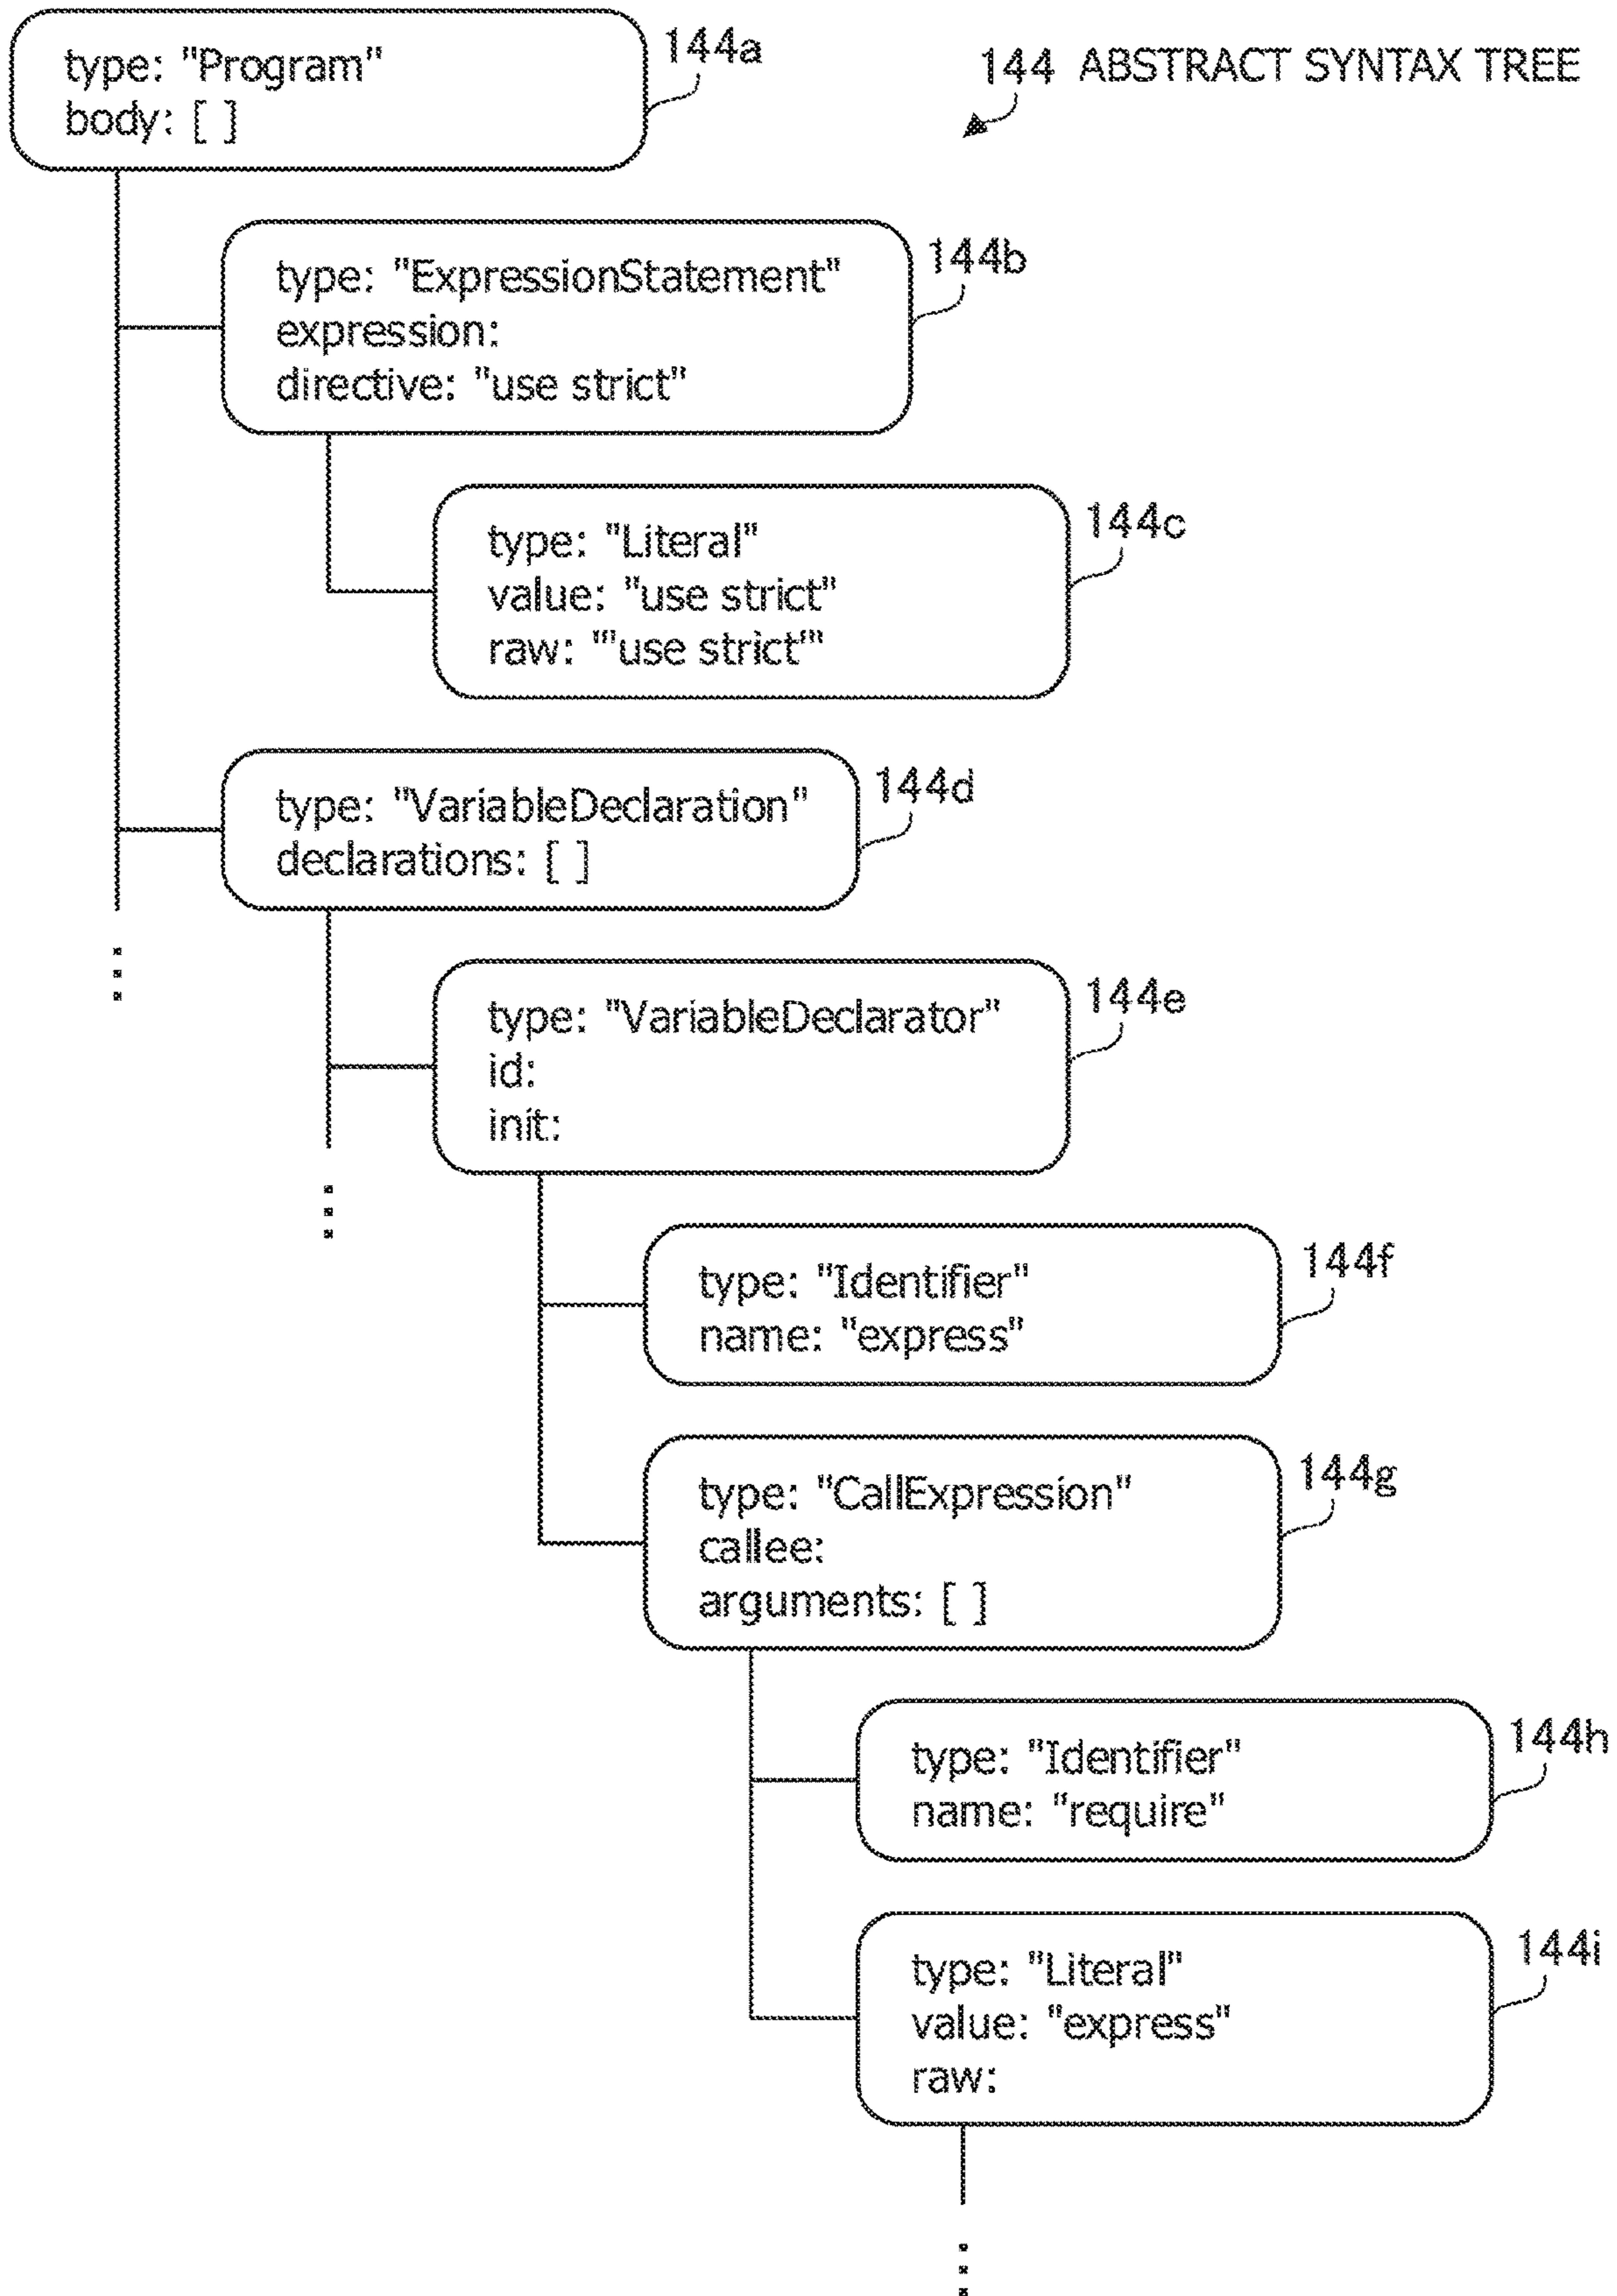 type: "Program"
body: [ ]
144a
144 ABSTRACT SYNTAX TREE
type: "ExpressionStatement"
expression:
directive: "use strict"
144b
type: "Literal"
value: "use strict"
raw: "'use strict'"
144c
type: "VariableDeclaration"
declarations: [ ]
144d
type: "VariableDeclarator"
id:
init:
144e
type: "Identifier"
name: "express"
144f
type: "CallExpression"
callee:
arguments: [ ]
144g
type: "Identifier"
name: "require"
144h
type: "Literal"
value: "express"
raw:
144i